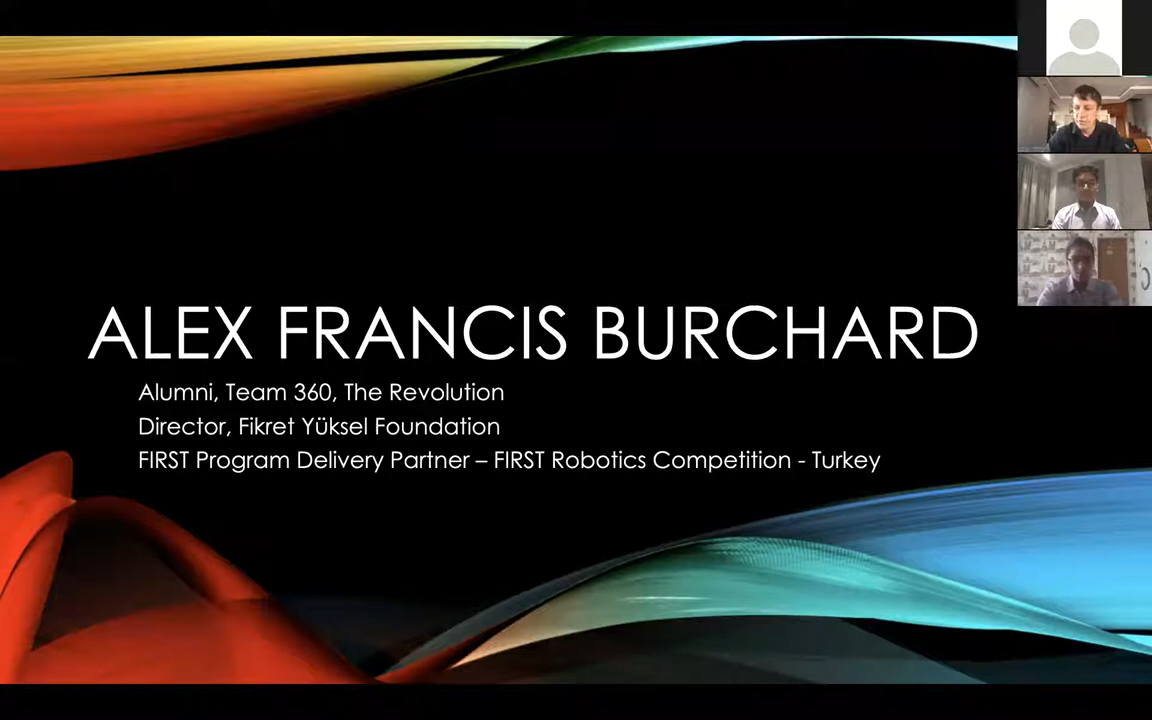 ALEX FRANCIS BURCHARD
Alumni, Team 360, The Revolution
Director, Fikret Yüksel Foundation
FIRST Program Delivery Partner – FIRST Robotics Competition - Turkey